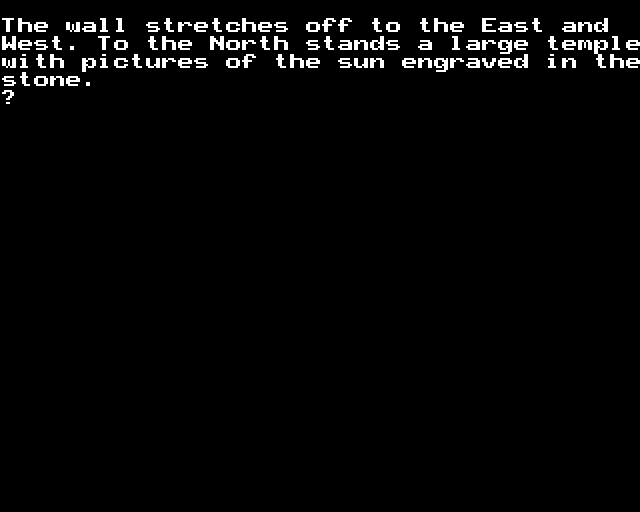 The wall stretches off to the East and
West. To the North stands a large temple
with pictures of the sun engraved in the
stone.
?